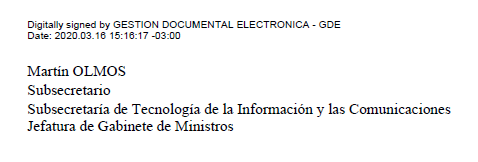 Digitally signed by GESTION DOCUMENTAL ELECTRONICA - GDE
Date: 2020.03.16 15:16:17 -03:00
Martín OLMOS
Subsecretario
Subsecretaría de Tecnología de la Información y las Comunicaciones
Jefatura de Gabinete de Ministros